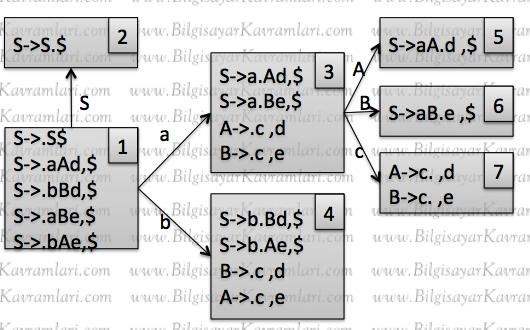 S->S.$
2
S
S->.S$
1
S->.aAd,$
S->.bBd,$
S->.aBe,$
S->.bAe,$
a
b
S->a.Ad,$
3
S->a.Be,$
A->.c ,d
B->.c ,e
S->b.Bd,$
4
S->b.Ae,$
B->.c ,d
A->.c ,e
A
B
c
S->aA.d ,$
5
S->aB.e ,$
6
A->c. ,d
7
B->c. ,e
www.BilgisayarKavramlari.com